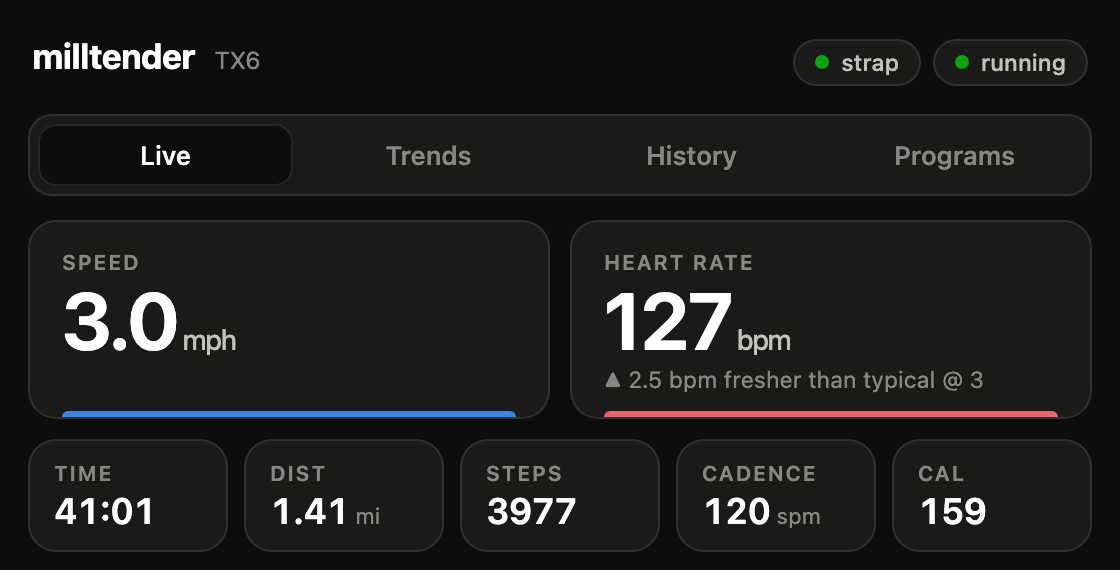 milltender TX6
strap
running
Live Trends History Programs
SPEED
3.0 mph
HEART RATE
127 bpm
▲ 2.5 bpm fresher than typical @ 3
TIME
41:01
DIST
1.41 mi
STEPS
3977
CADENCE
120 spm
CAL
159